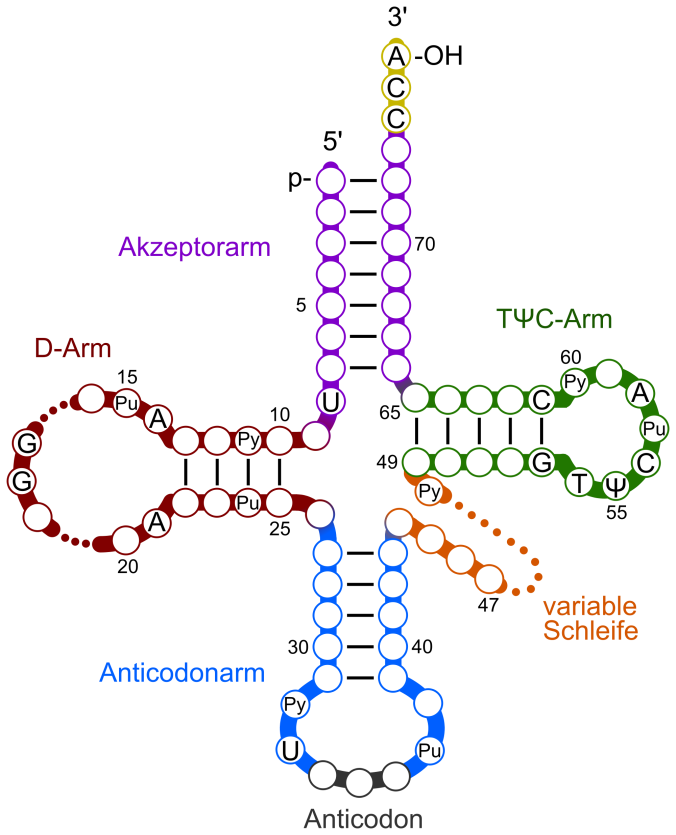 3'
A
-OH
C
C
5'
p-
Akzeptorarm
70
5
TΨC-Arm
D-Arm
60
15
Py
Pu
A
A
U
C
G
10
Py
65
Pu
G
49
C
G
T
Ψ
55
Py
A
Pu
25
20
47
variable
Schleife
30
40
Anticodonarm
Py
U
Pu
Anticodon